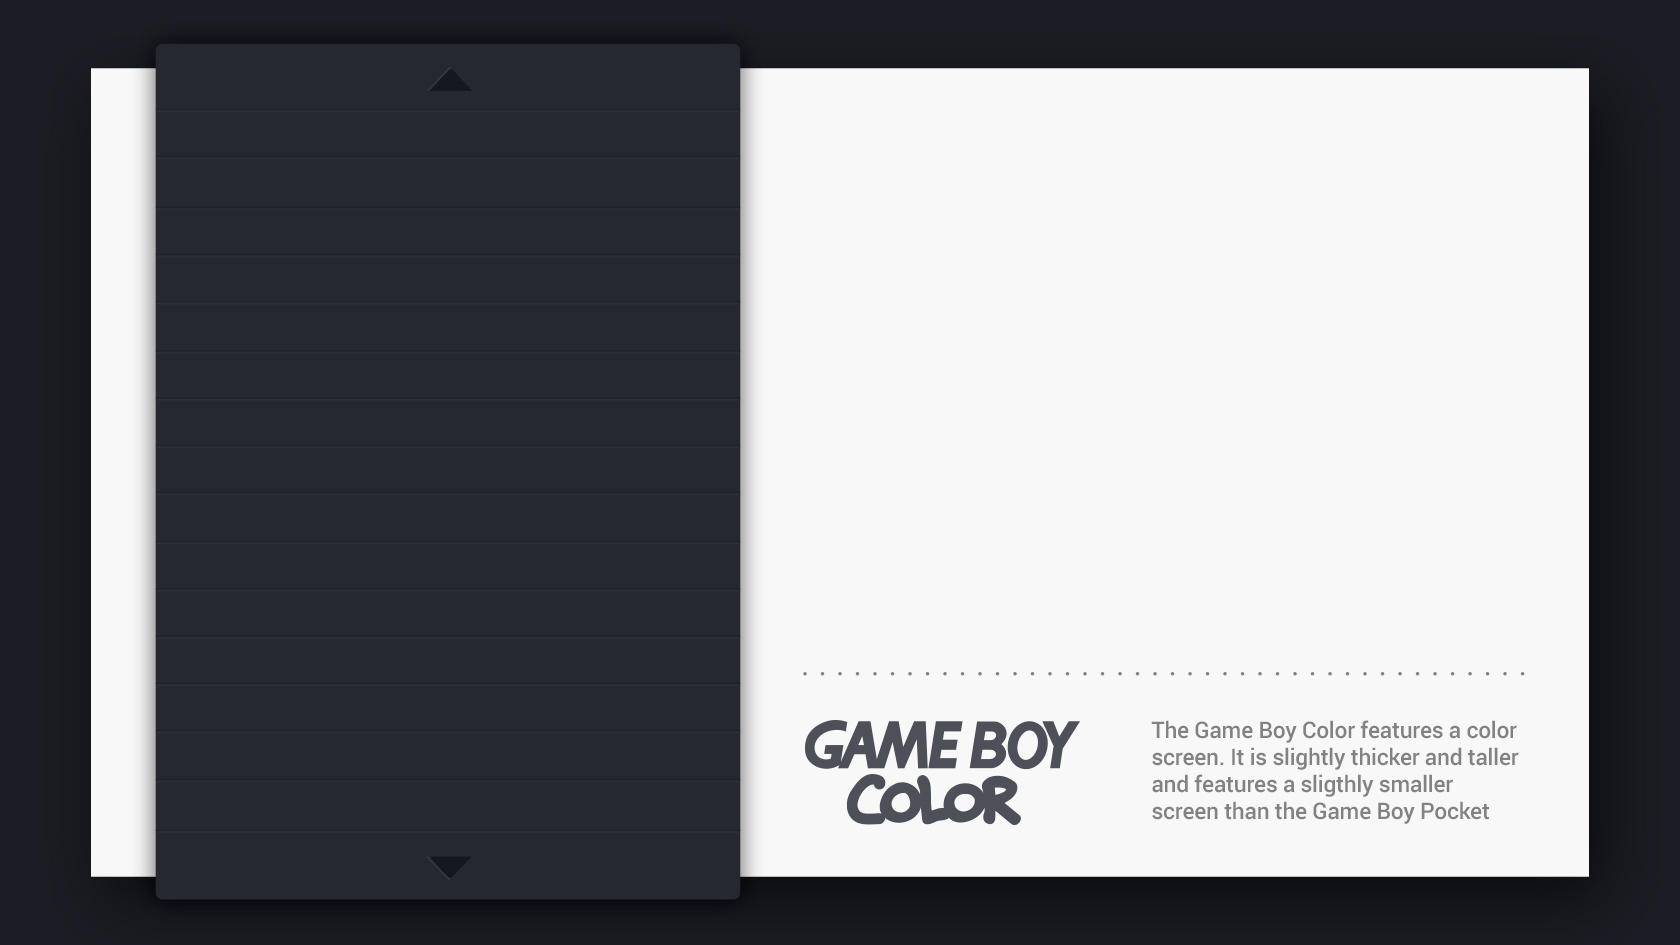 GAME BOY
COLOR
The Game Boy Color features a color
screen. It is slightly thicker and taller
and features a sligthly smaller
screen than the Game Boy Pocket